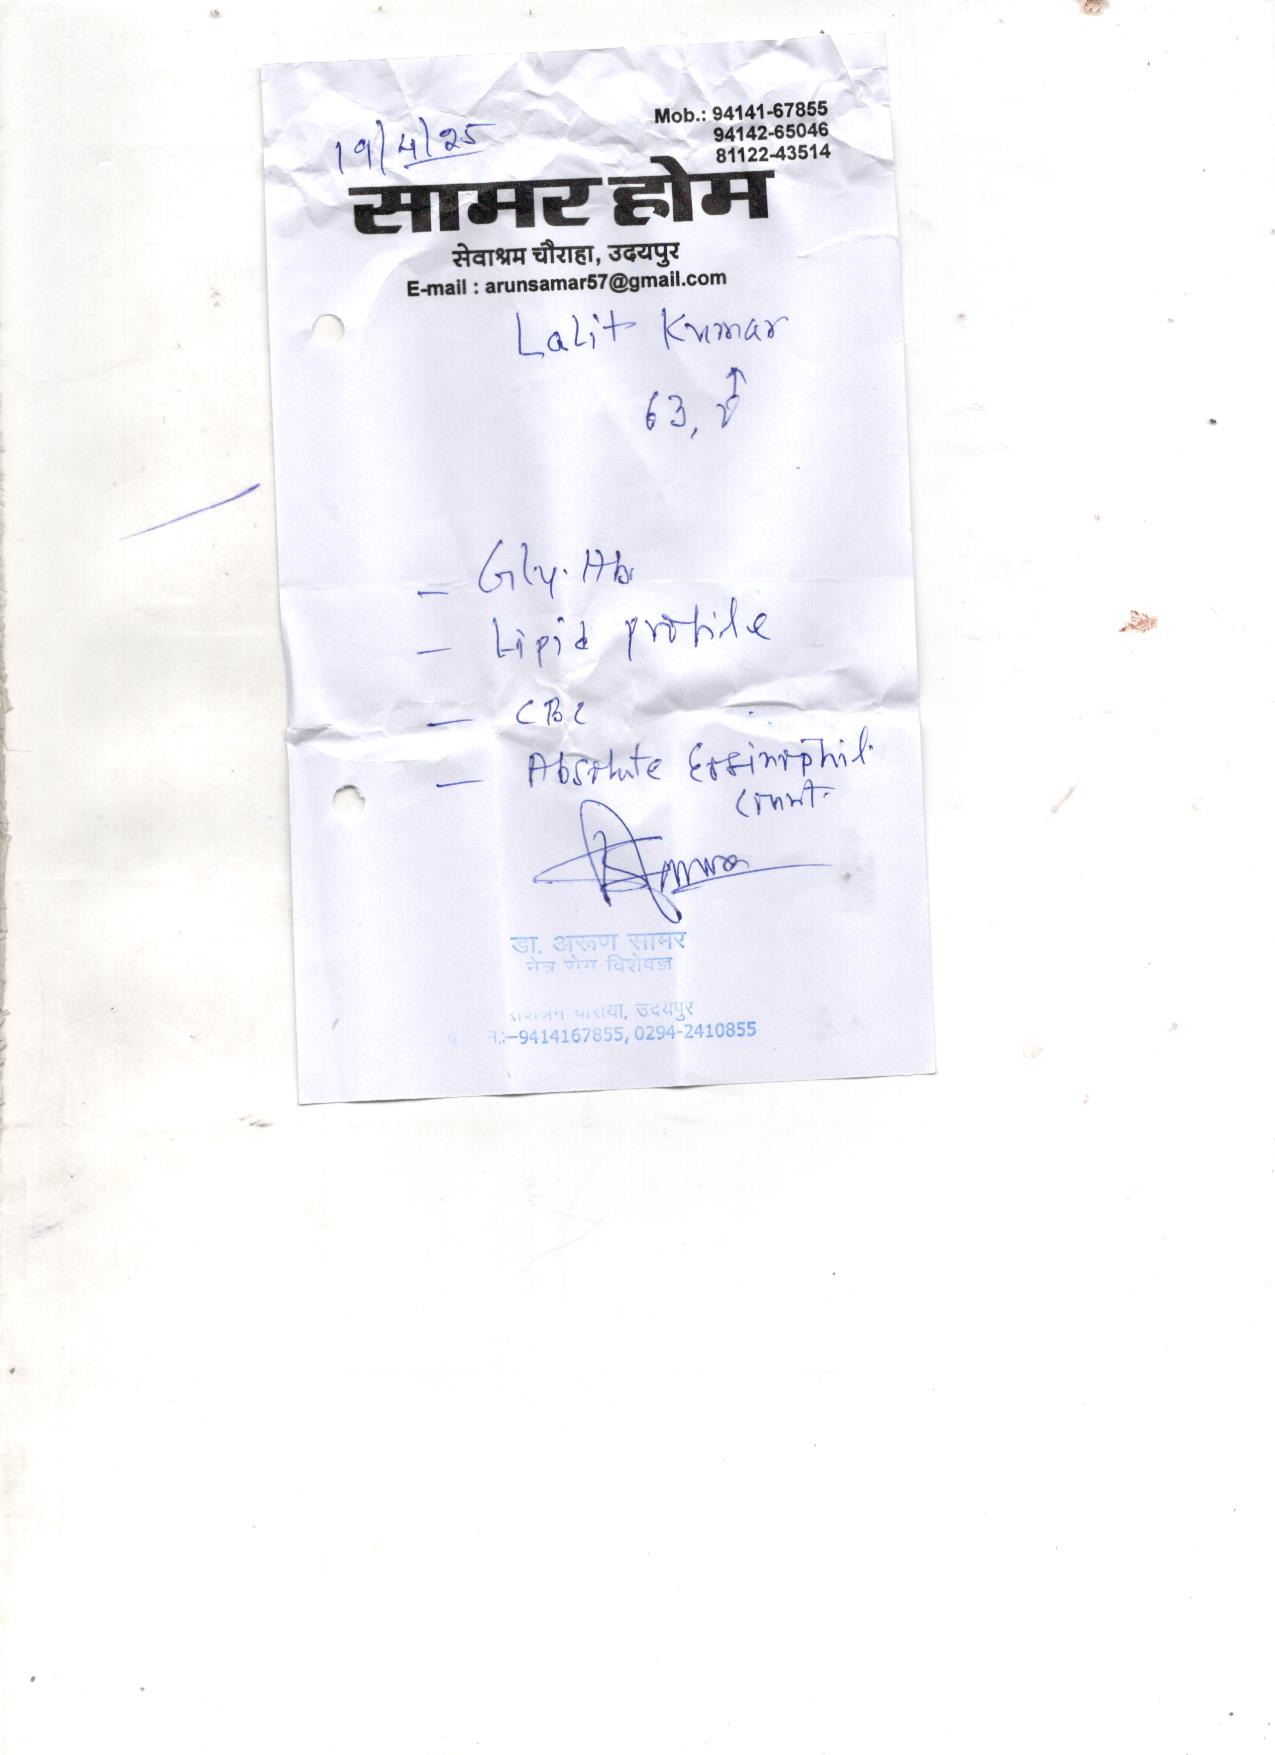 Mob.: 94141-67855
94142-65046
81122-43514
19/4/25
सामर होम
सेवाश्रम चौराहा, उदयपुर
E-mail : arunsamar57@gmail.com
Lalit Kumar
63,
- Gly. Hb
- Lipid profile
- CBC
- Absolute Eosinophil
count.
डा. अरूण सामर
नेत्र रोग विशेषज्ञ
उदयपुर
न.:-9414167855, 0294-2410855